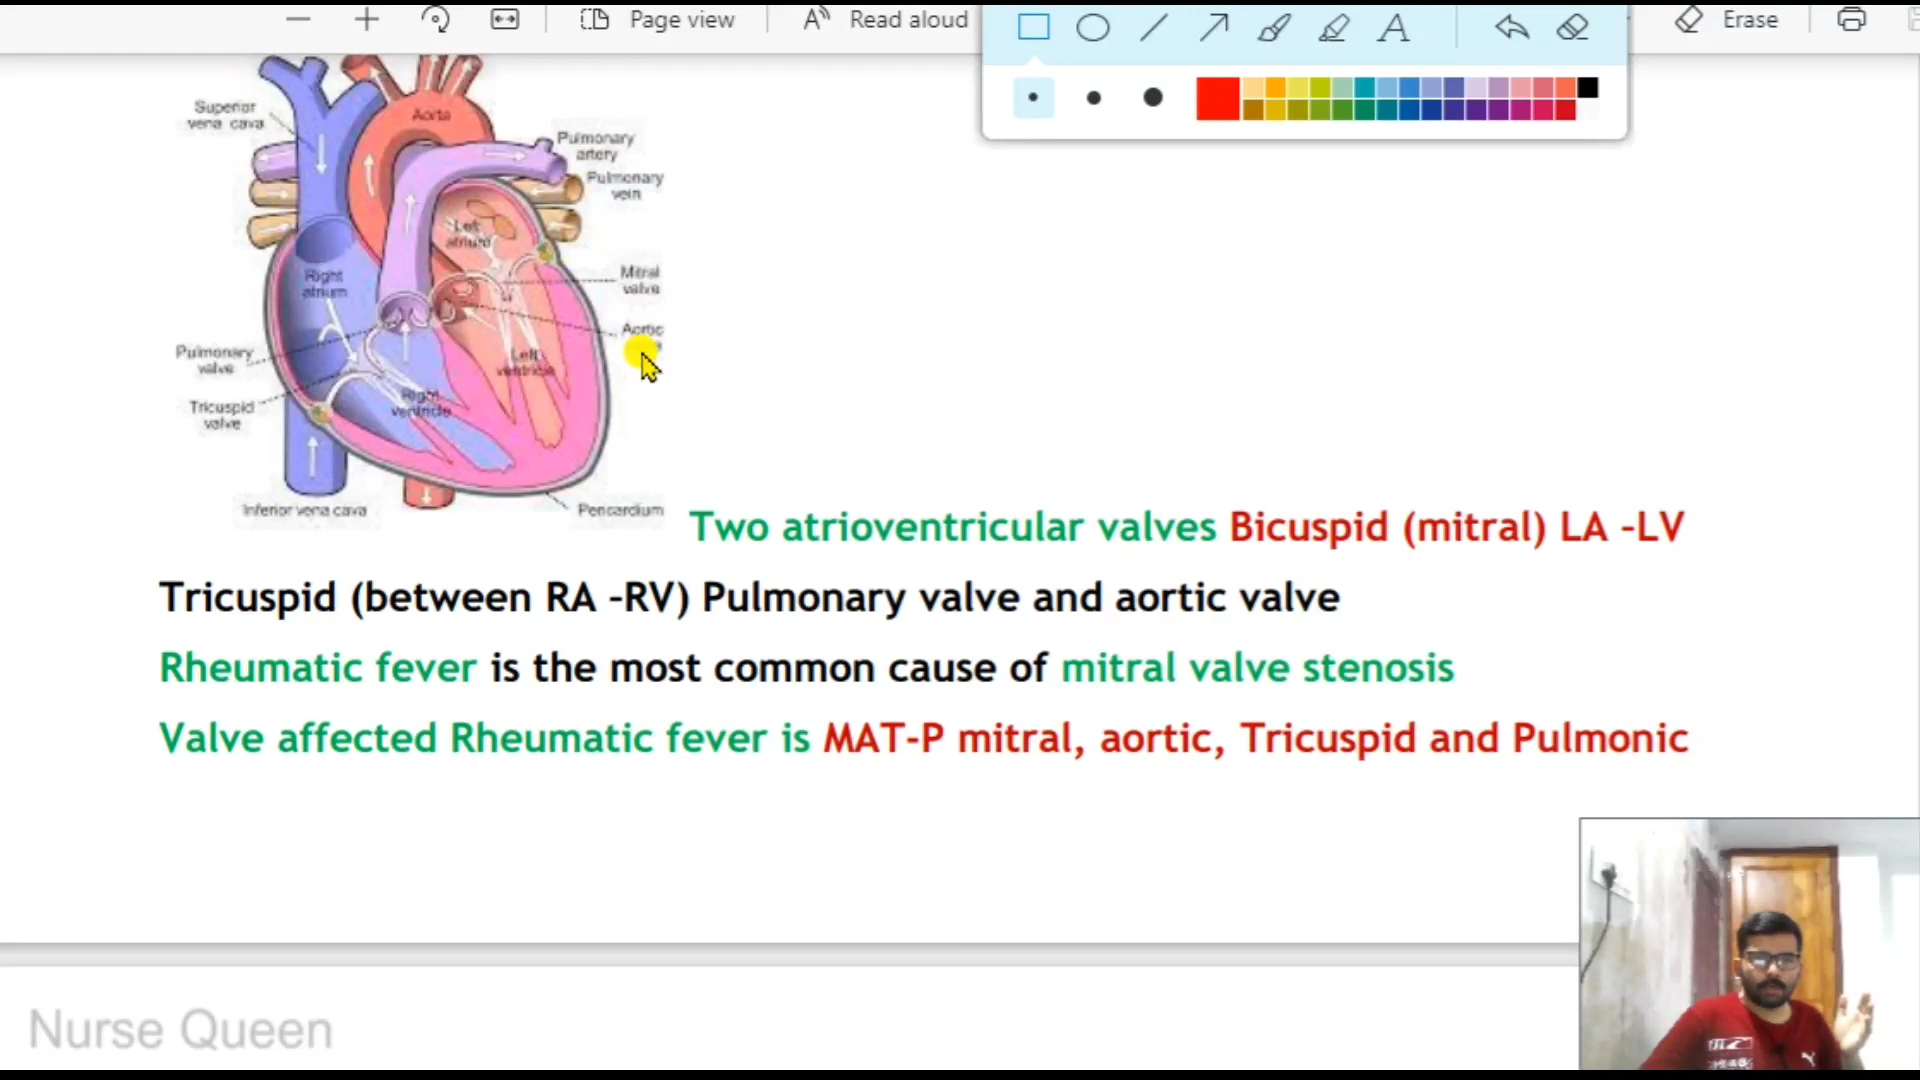 Page view
Read aloud
Erase
Superior
vena cava
Aorta
Pulmonary
artery
Pulmonary
vein
Left
atrium
Right
atrium
Mitral
valve
Aortic
Pulmonary
valve
Left
ventricle
Tricuspid
valve
Right
ventricle
Inferior vena cava
Pericardium
Two atrioventricular valves Bicuspid (mitral) LA –LV
Tricuspid (between RA –RV) Pulmonary valve and aortic valve
Rheumatic fever is the most common cause of mitral valve stenosis
Valve affected Rheumatic fever is MAT-P mitral, aortic, Tricuspid and Pulmonic
Nurse Queen